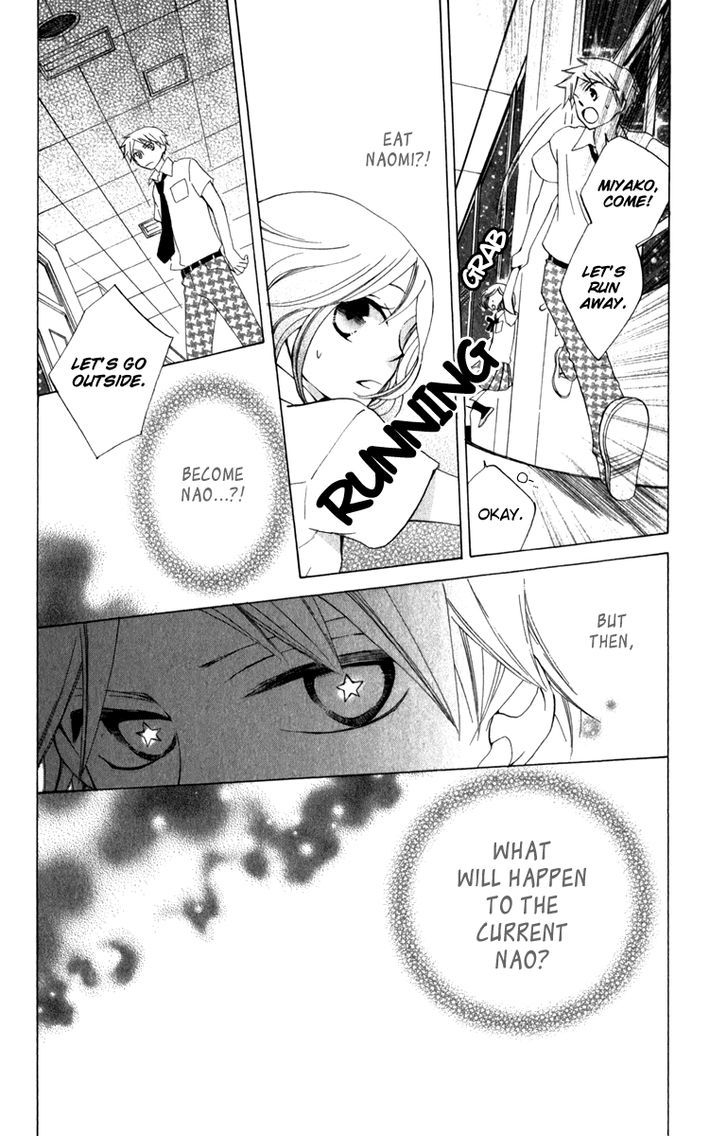 MIYAKO,
COME!
LET'S
RUN
AWAY.
GRAB
OKAY.
EAT
NAOMI?!
RUNNING
LET'S GO
OUTSIDE.
BECOME
NAO...?!
BUT
THEN,
WHAT
WILL HAPPEN
TO THE
CURRENT
NAO?